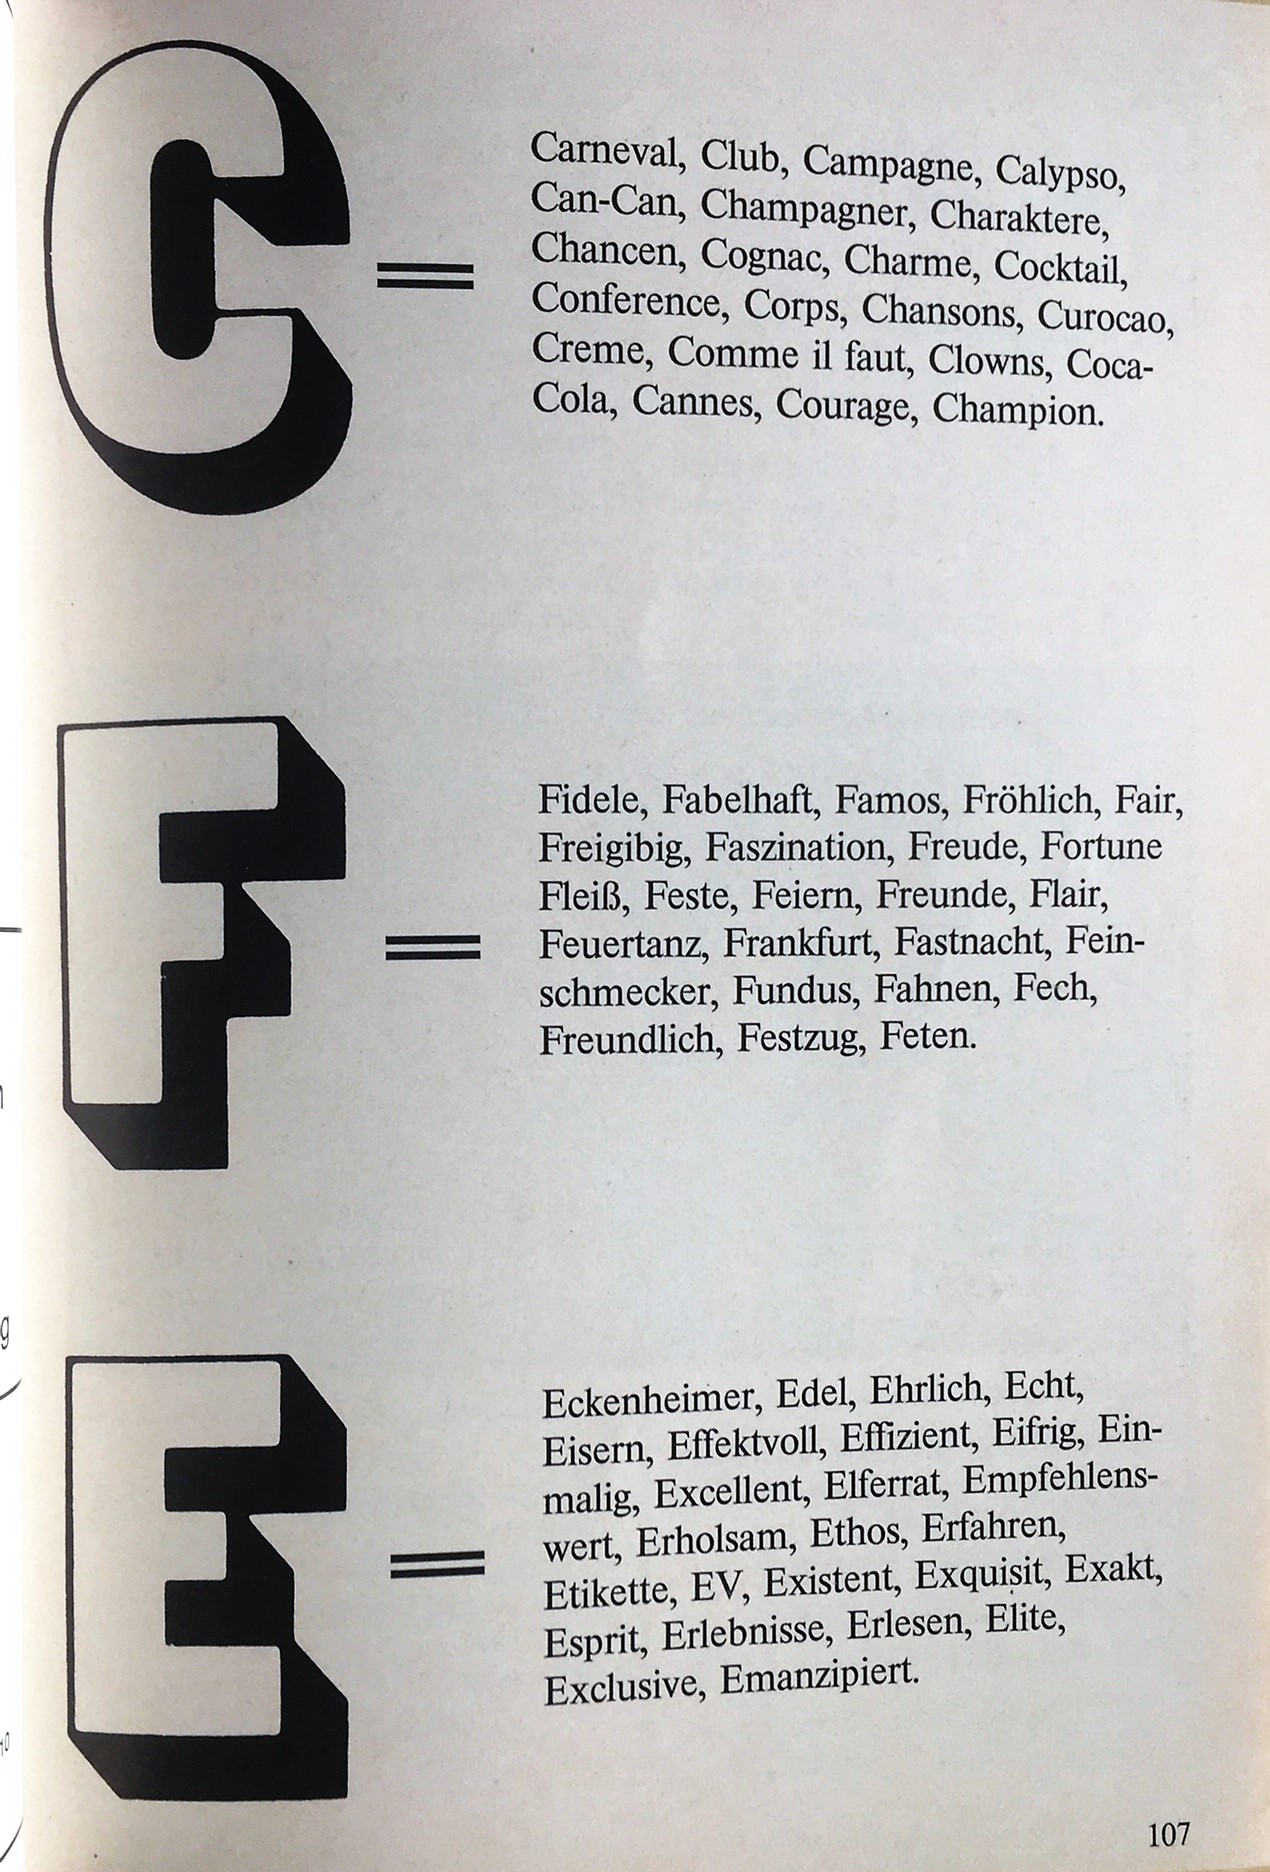 C
=
Carneval, Club, Campagne, Calypso,
Can-Can, Champagner, Charaktere,
Chancen, Cognac, Charme, Cocktail,
Conference, Corps, Chansons, Curocao,
Creme, Comme il faut, Clowns, Coca-
Cola, Cannes, Courage, Champion.
F
=
Fidele, Fabelhaft, Famos, Fröhlich, Fair,
Freigibig, Faszination, Freude, Fortune
Fleiß, Feste, Feiern, Freunde, Flair,
Feuertanz, Frankfurt, Fastnacht, Fein-
schmecker, Fundus, Fahnen, Fech,
Freundlich, Festzug, Feten.
E
=
Eckenheimer, Edel, Ehrlich, Echt,
Eisern, Effektvoll, Effizient, Eifrig, Ein-
malig, Excellent, Elferrat, Empfehlens-
wert, Erholsam, Ethos, Erfahren,
Etikette, EV, Existent, Exquisit, Exakt,
Esprit, Erlebnisse, Erlesen, Elite,
Exclusive, Emanzipiert.
107